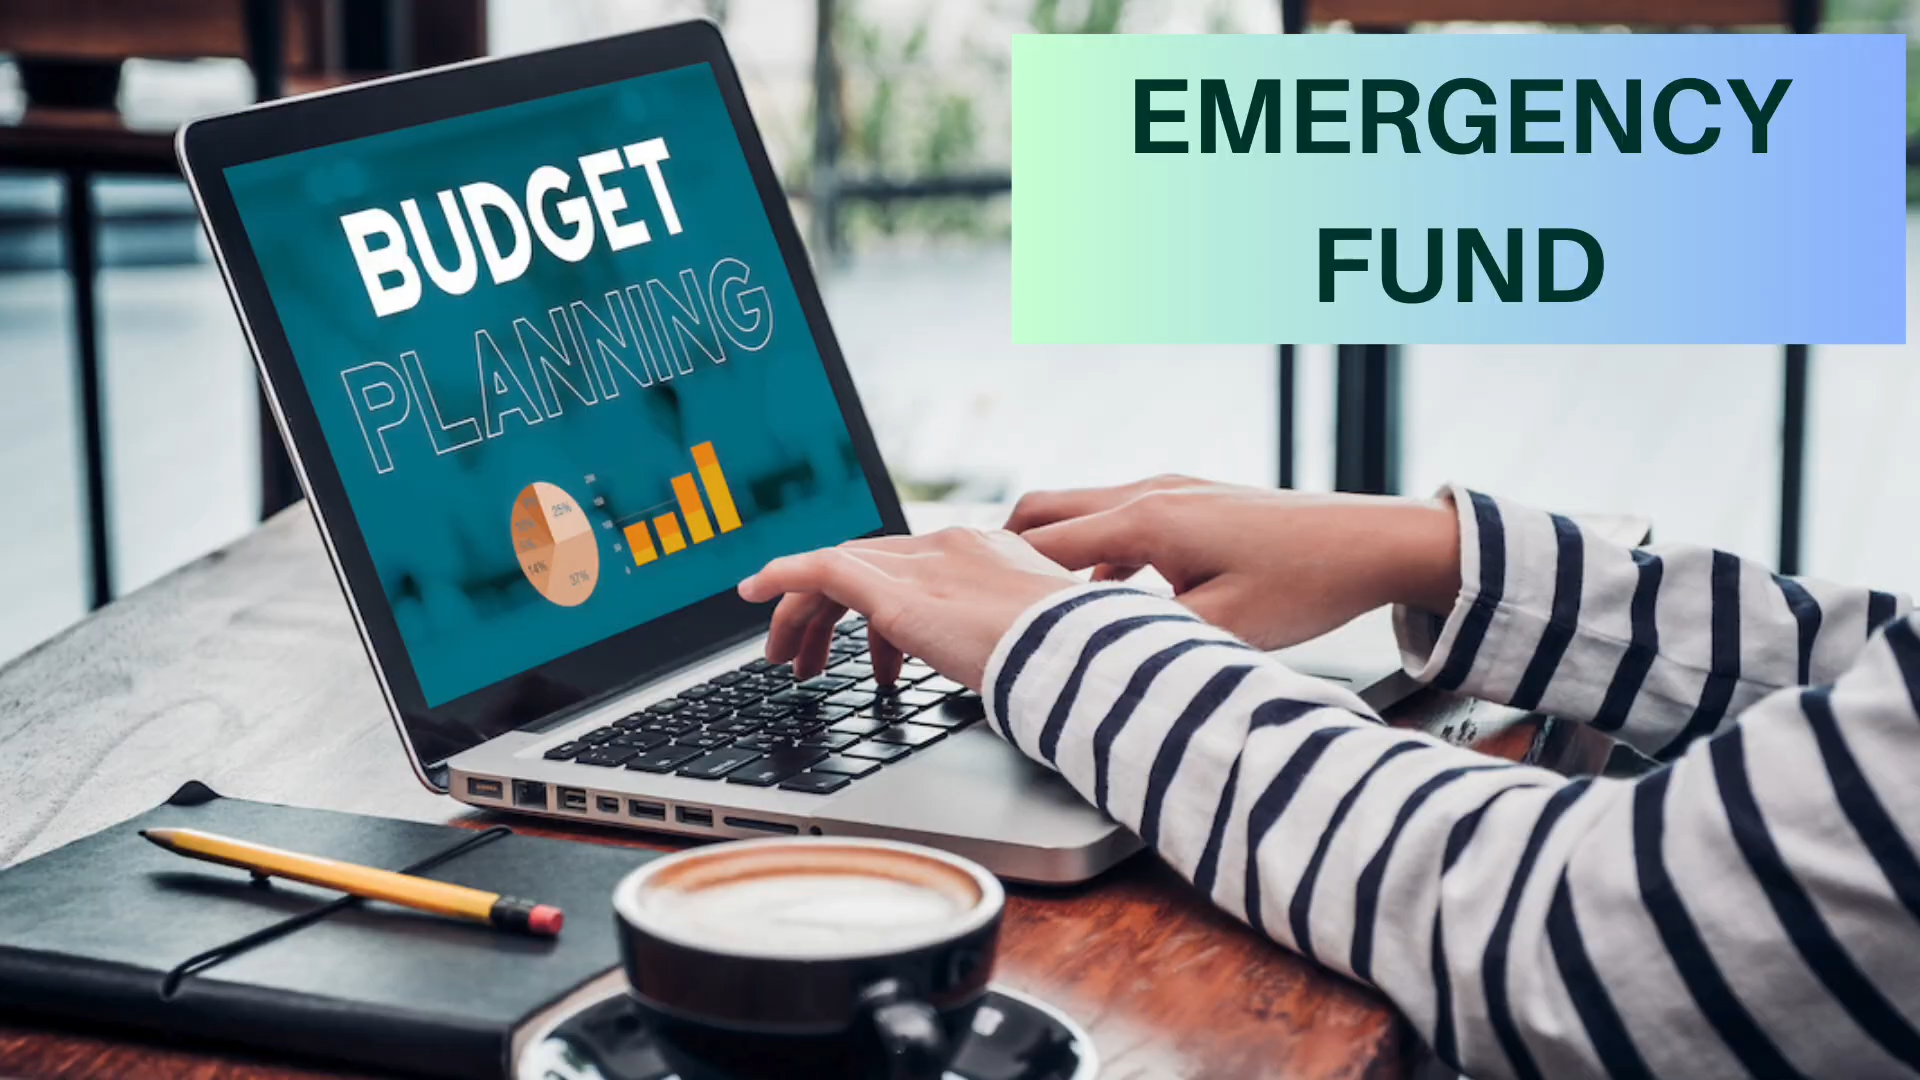 BUDGET
PLANNING
25%
14%
37%
EMERGENCY
FUND